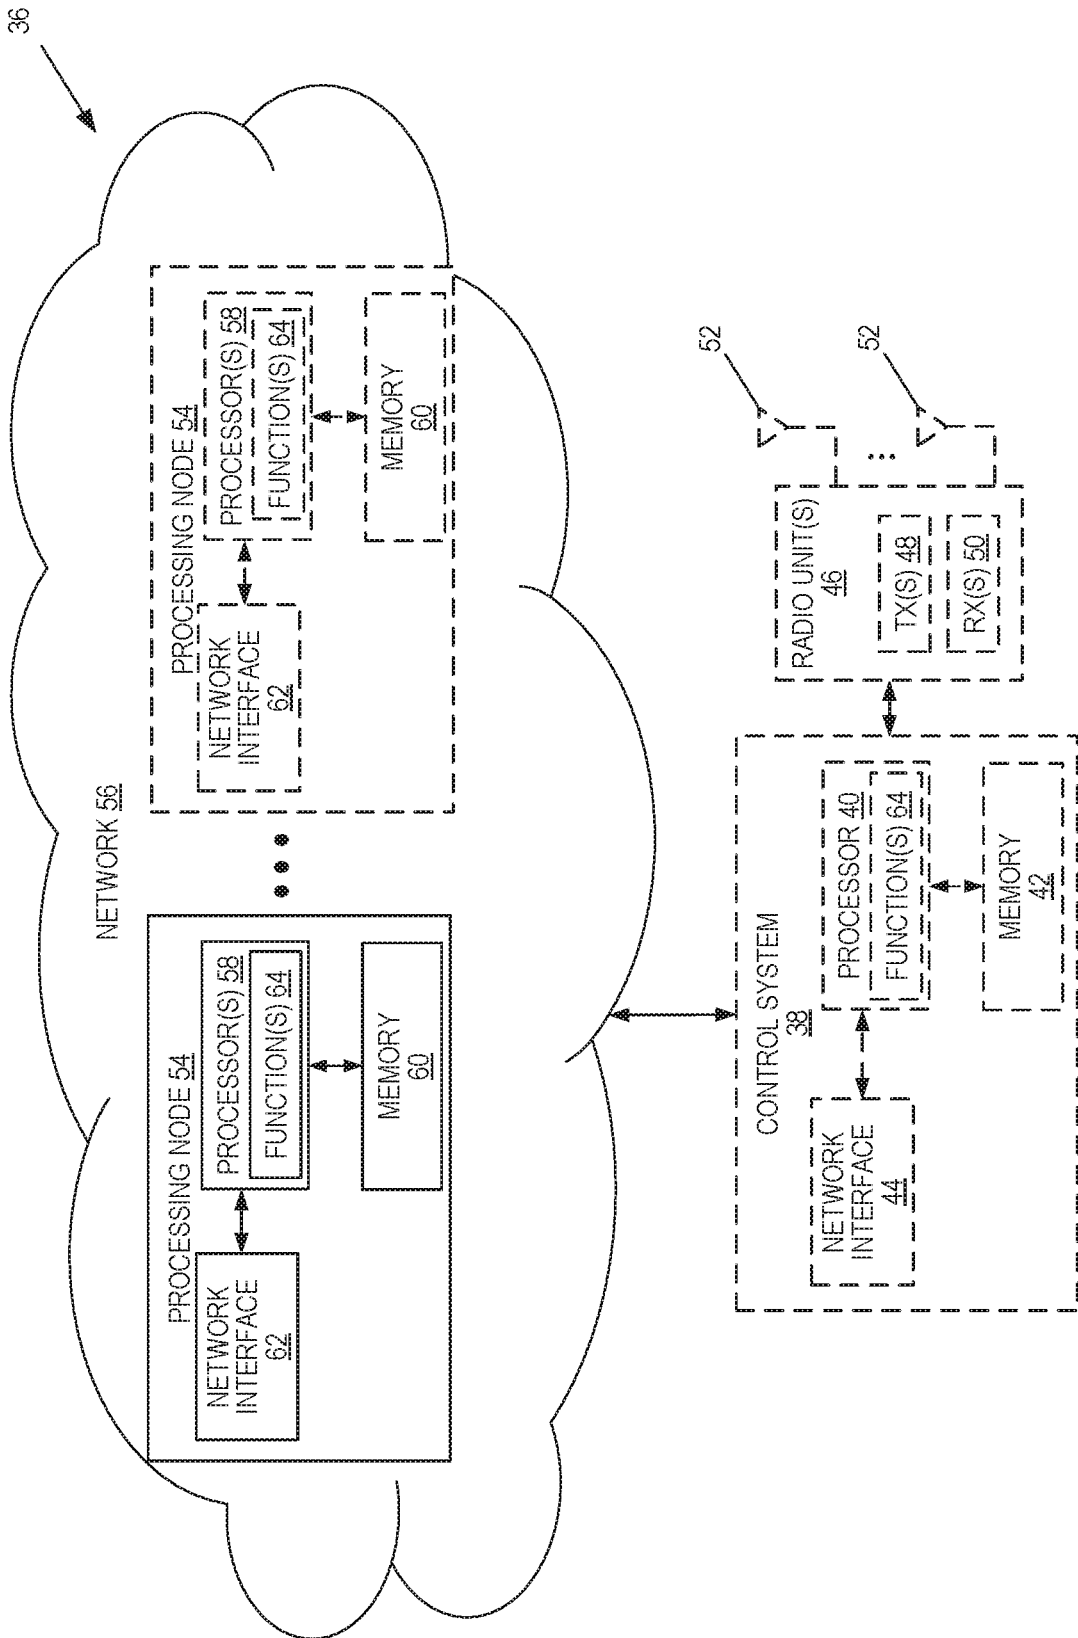 36
NETWORK 56
PROCESSING NODE 54
PROCESSOR(S) 58
FUNCTION(S) 64
NETWORK
INTERFACE
62
MEMORY
60
PROCESSING NODE 54
PROCESSOR(S) 58
FUNCTION(S) 64
NETWORK
INTERFACE
62
MEMORY
60
CONTROL SYSTEM
38
PROCESSOR 40
FUNCTION(S) 64
NETWORK
INTERFACE
44
MEMORY
42
RADIO UNIT(S)
46
TX(S) 48
RX(S) 50
52
52